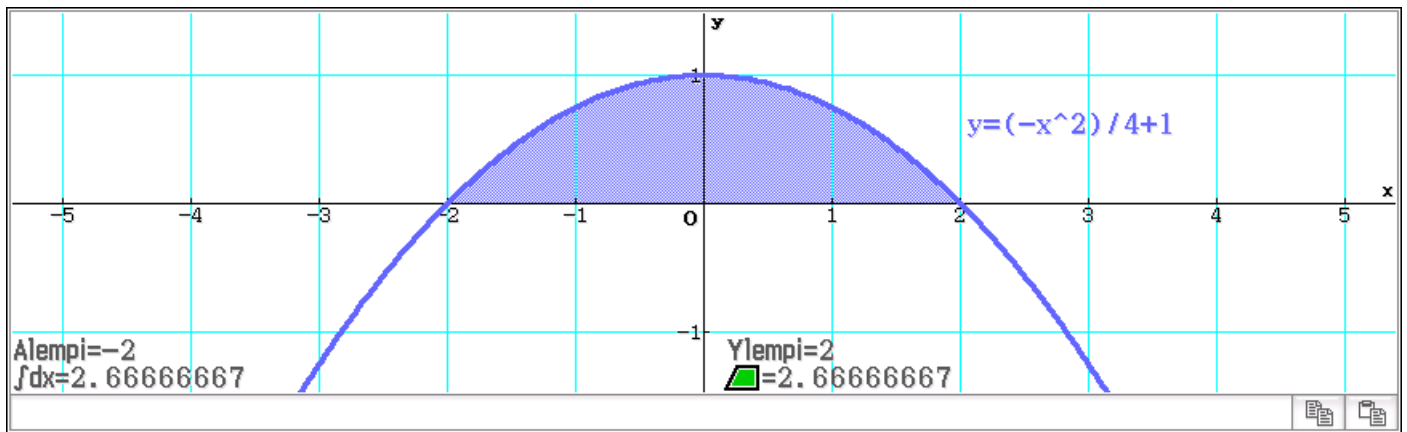 y
1
y=(-x^2)/4+1
x
-5 -4 -3 -2 -1 O 1 2 3 4 5
-1
Alempi=-2 Ylempi=2
∫dx=2.66666667 =2.66666667